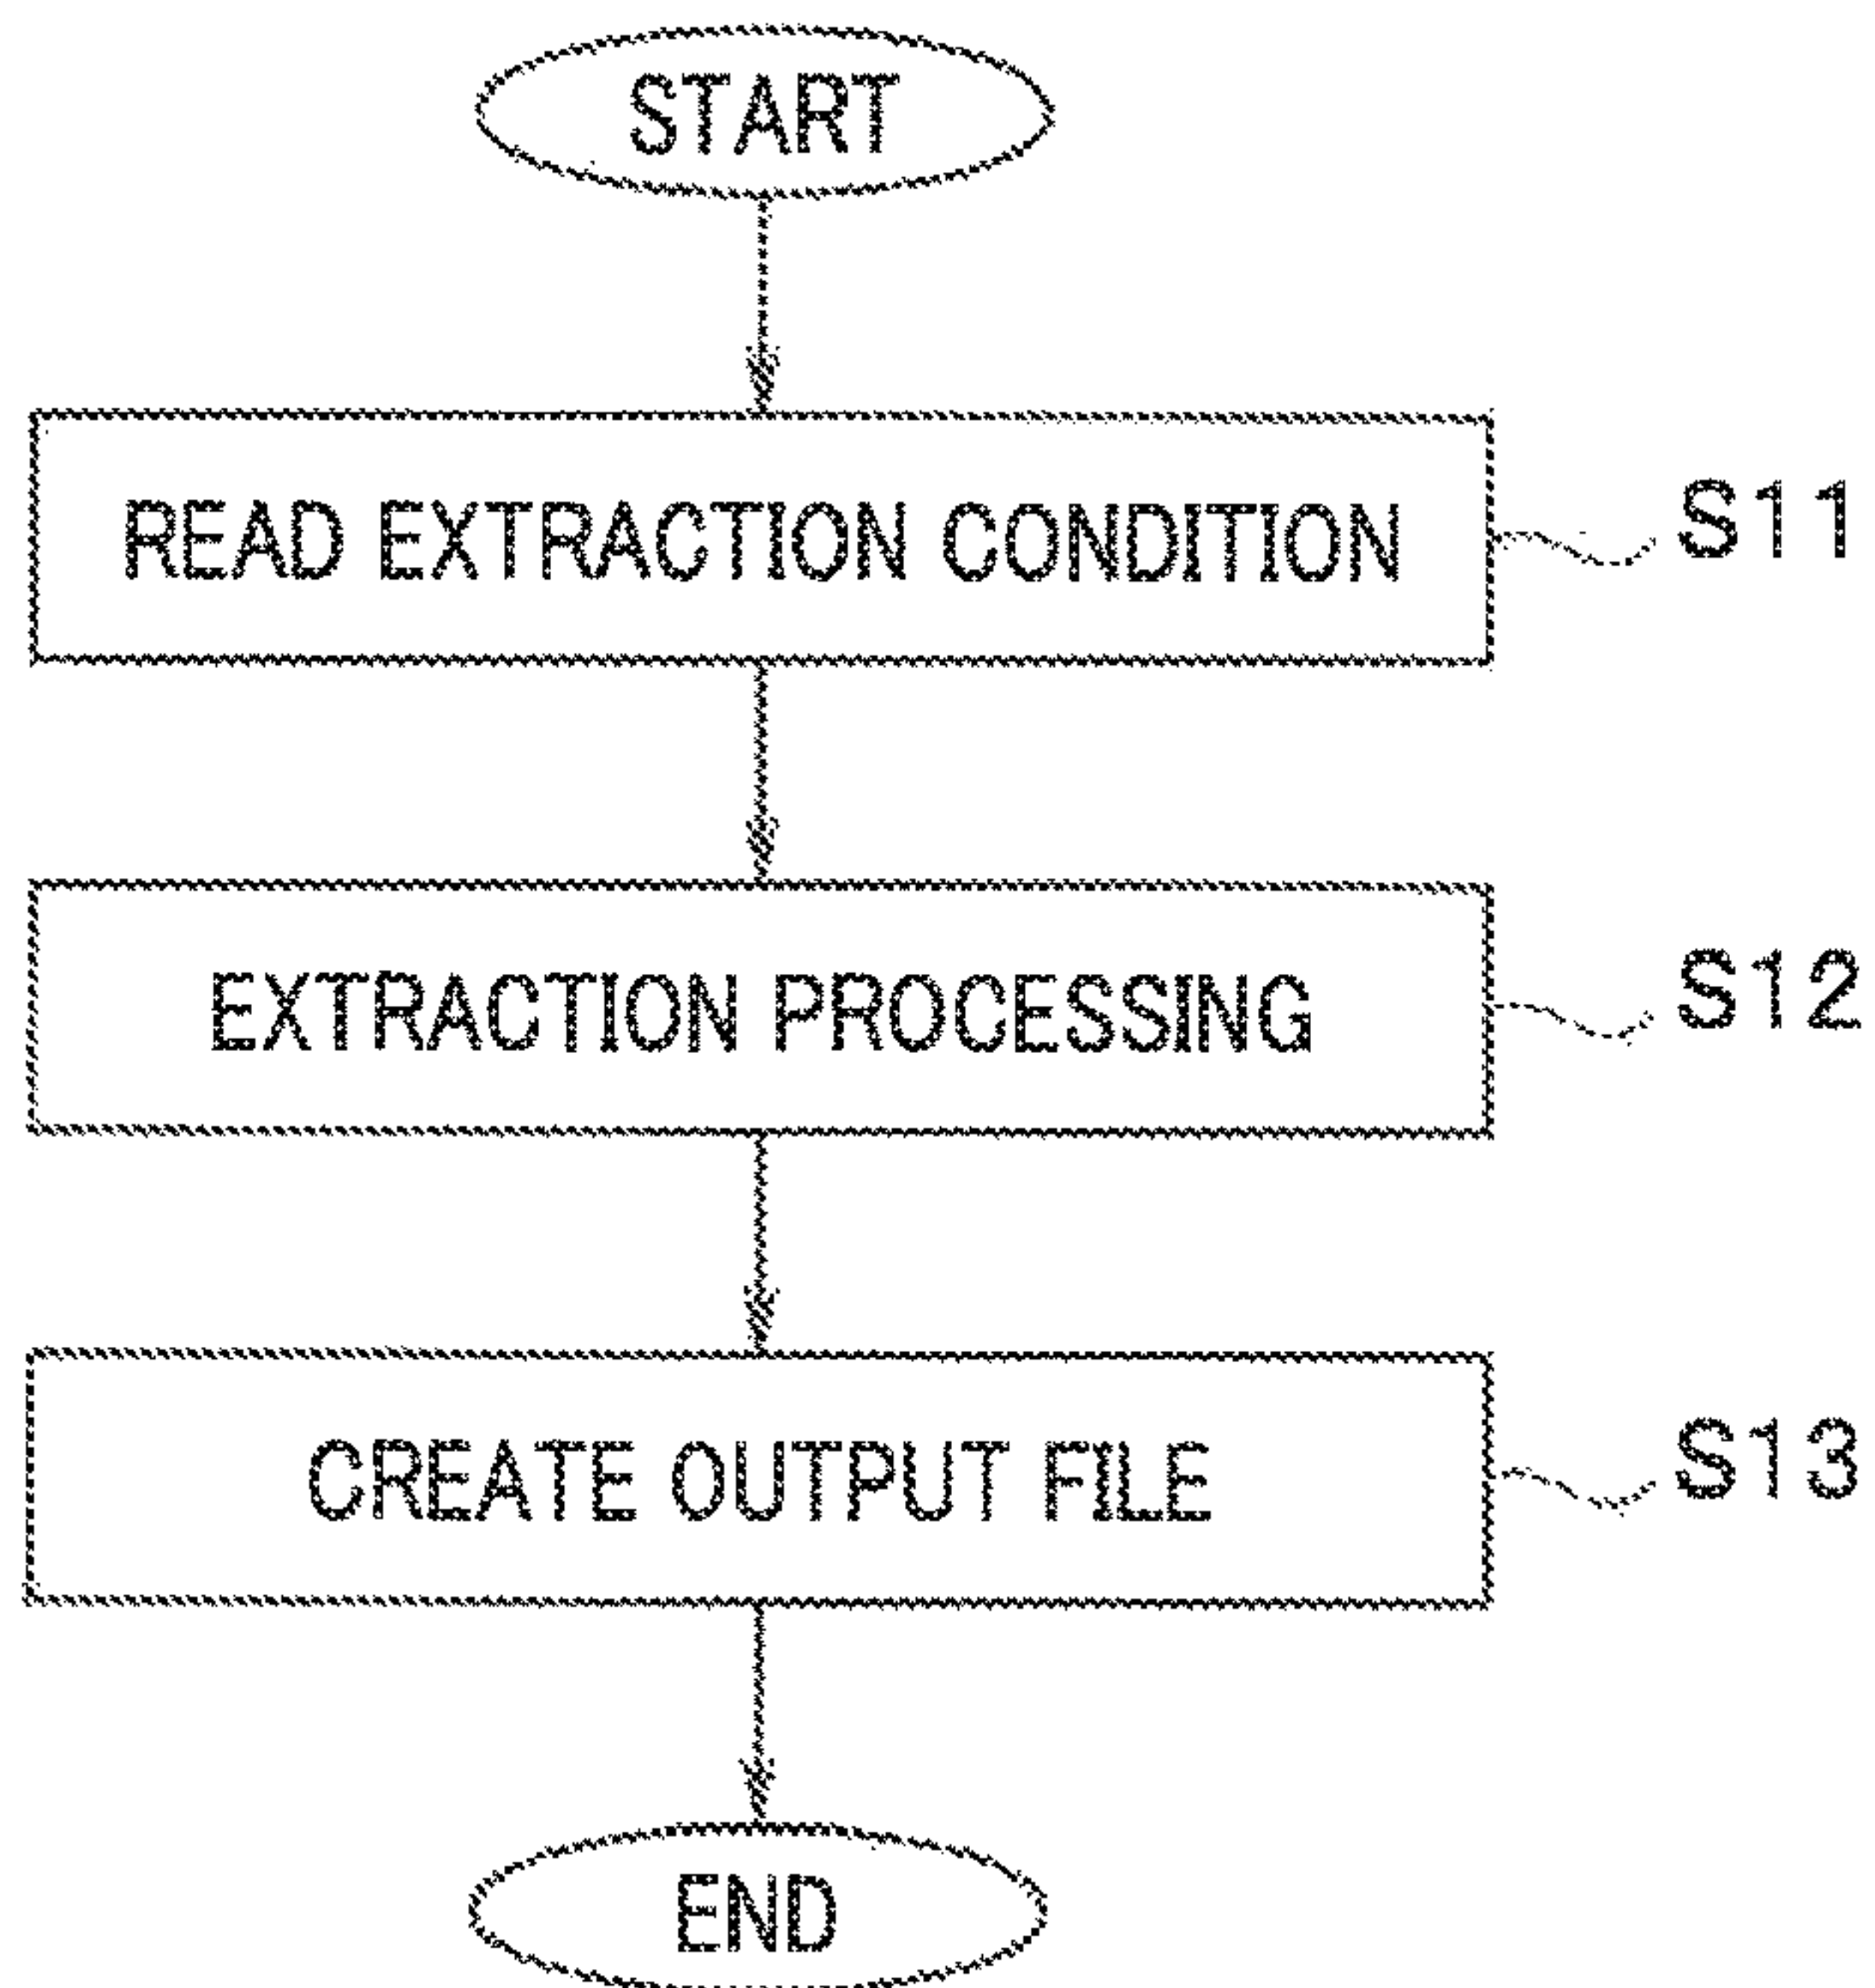 START
READ EXTRACTION CONDITION
S11
EXTRACTION PROCESSING
S12
CREATE OUTPUT FILE
S13
END